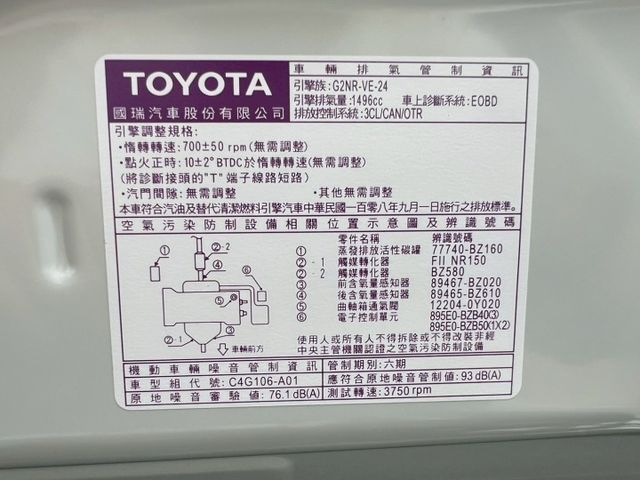 TOYOTA
國瑞汽車股份有限公司
車輛排氣管制資訊
引擎族: G2NR-VE-24
引擎排氣量: 1496cc 車上診斷系統: EOBD
排放控制系統: 3CL/CAN/OTR
引擎調整規格:
·惰轉轉速: 700±50 rpm (無需調整)
·點火正時: 10±2° BTDC於惰轉轉速(無需調整)
(將診斷接頭的"T"端子線路短路)
·汽門間隙: 無需調整 ·其他無需調整
本車符合汽油及替代清潔燃料引擎汽車中華民國一百零八年九月一日施行之排放標準。
空氣污染防制設備相關位置示意圖及辨識號碼
零件名稱 辨識號碼
① 蒸發排放活性碳罐 77740-BZ160
②-1 觸媒轉化器 FII NR150
②-2 觸媒轉化器 BZ580
③ 前含氧量感知器 89467-BZ020
④ 後含氧量感知器 89465-BZ610
⑤ 曲軸箱通氣閥 12204-0Y020
⑥ 電子控制單元 895E0-BZB40(3)
895E0-BZB50(1X2)
②-2
④
①
⑤
⑥
③
②-1
車輛前方
使用人或所有人不得拆除或不得改裝非經
中央主管機關認證之空氣污染防制設備
機動車輛噪音管制資訊 管制期別: 六期
車型組代號: C4G106-A01 應符合原地噪音管制值: 93 dB(A)
原地噪音審驗值: 76.1 dB(A) 測試轉速: 3750 rpm